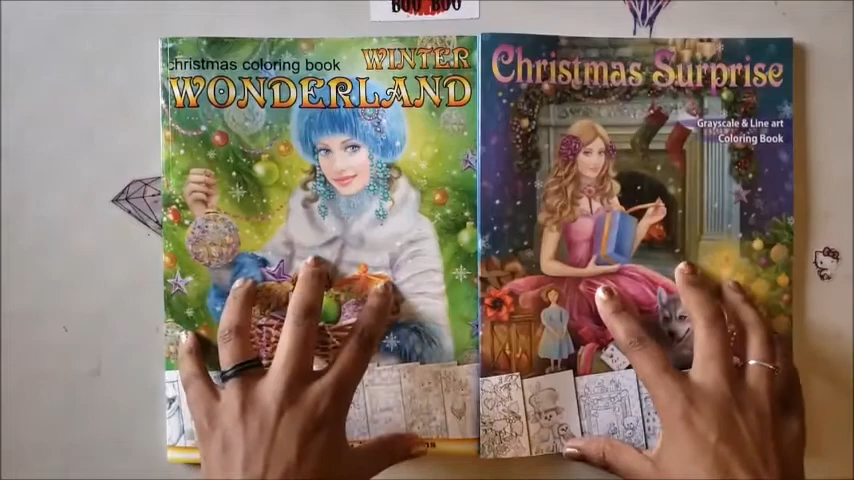 BOO BOO
christmas coloring book
WINTER
WONDERLAND
Christmas Surprise
Grayscale & Line art
Coloring Book